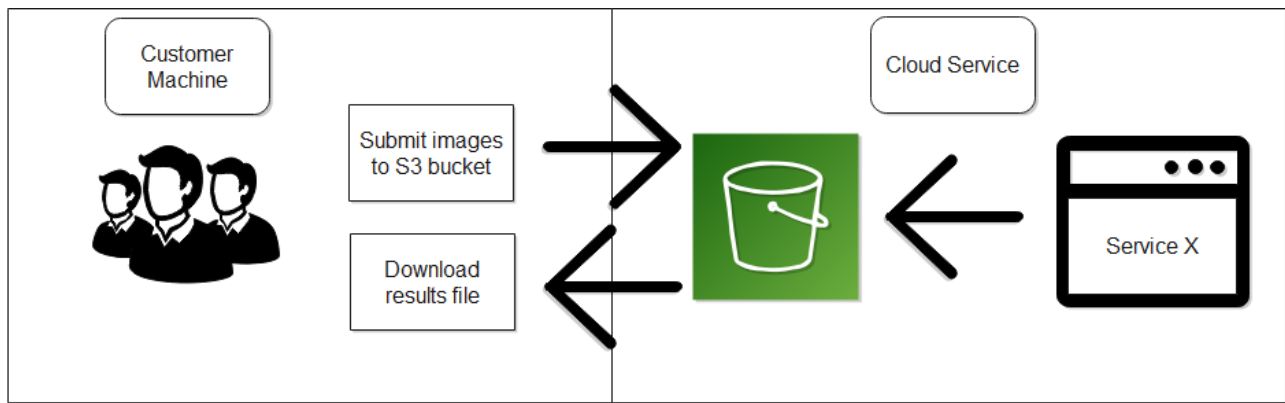 Customer
Machine
Cloud Service
Submit images
to S3 bucket
Download
results file
Service X